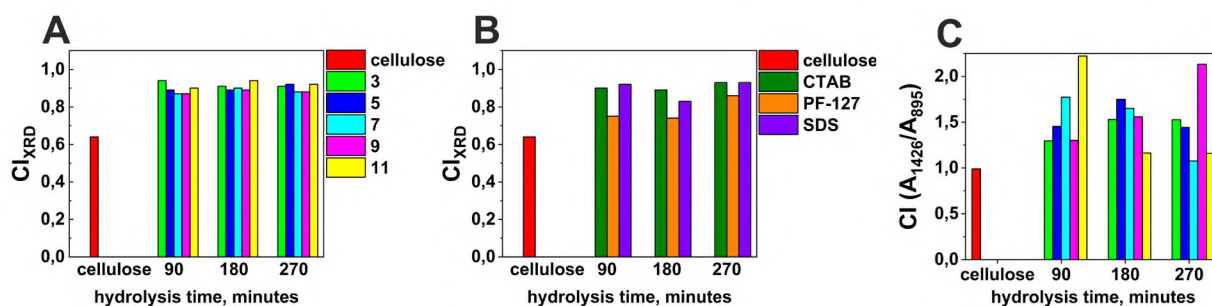 A
cellulose
3
5
7
9
11
CI_XRD
1,0
0,8
0,6
0,4
0,2
0,0
cellulose 90 180 270
hydrolysis time, minutes
B
cellulose
CTAB
PF-127
SDS
CI_XRD
1,0
0,8
0,6
0,4
0,2
0,0
cellulose 90 180 270
hydrolysis time, minutes
C
CI (A_1426/A_895)
2,0
1,5
1,0
0,5
0,0
cellulose 90 180 270
hydrolysis time, minutes